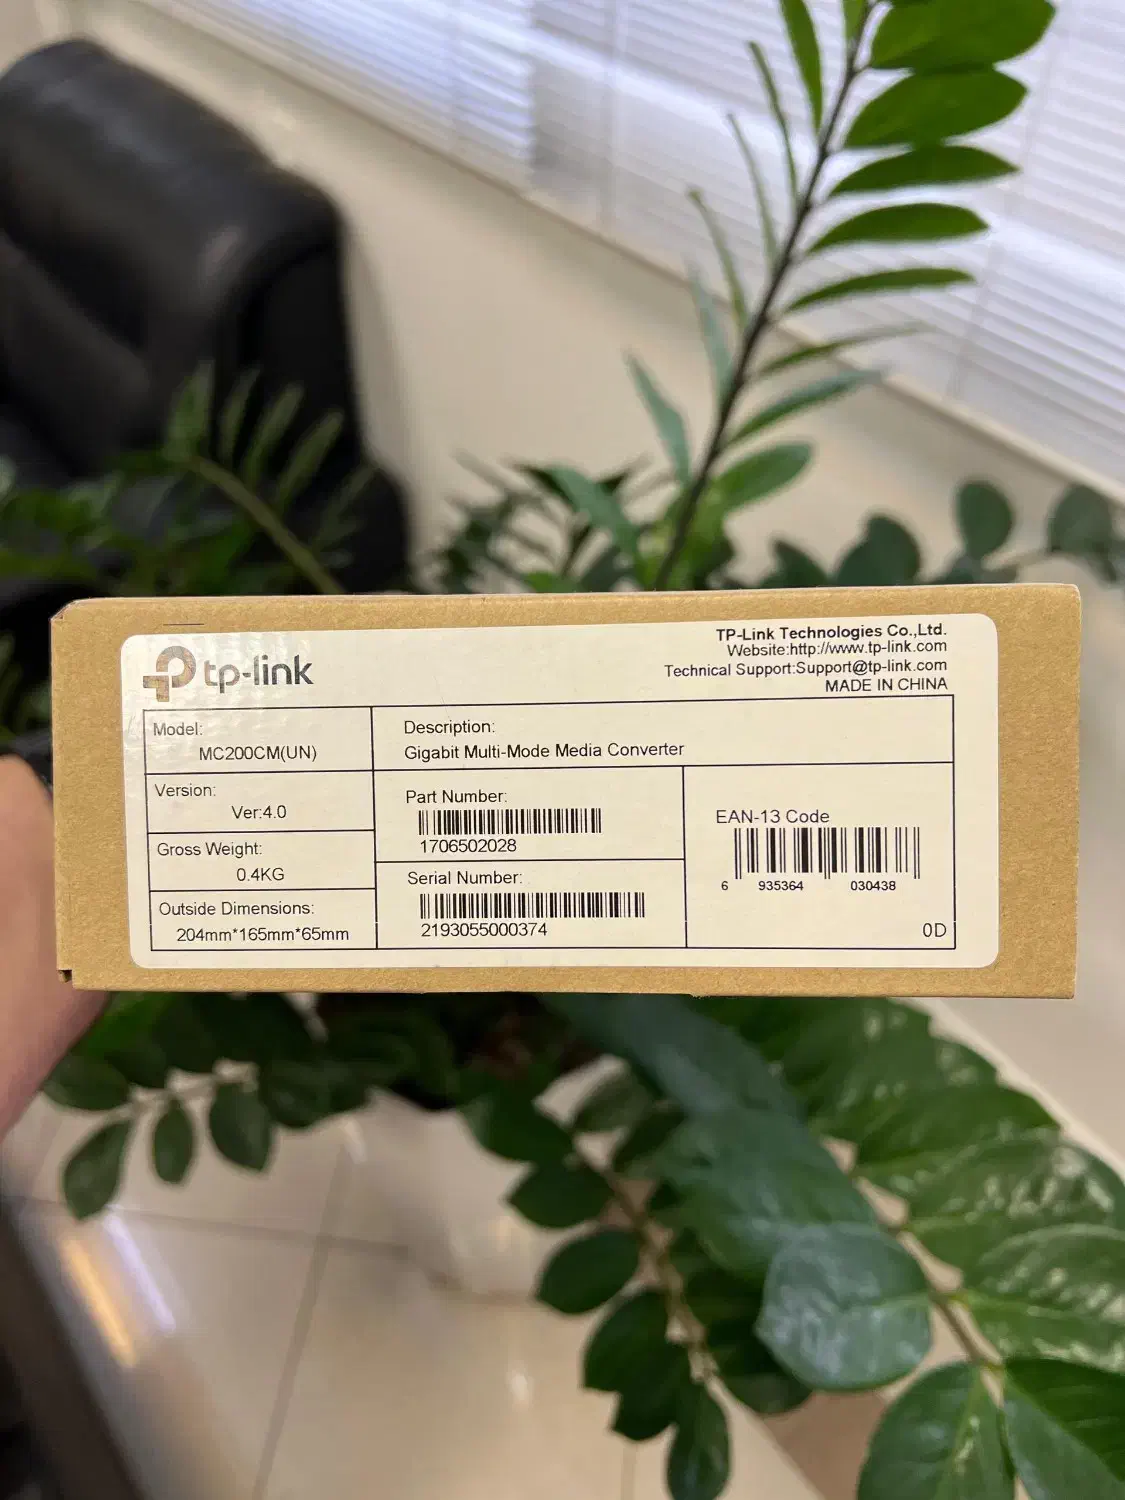 tp-link
TP-Link Technologies Co.,Ltd.
Website:http://www.tp-link.com
Technical Support:Support@tp-link.com
MADE IN CHINA
Model:
MC200CM(UN)
Description:
Gigabit Multi-Mode Media Converter
Version:
Ver:4.0
Gross Weight:
0.4KG
Outside Dimensions:
204mm*165mm*65mm
Part Number:
1706502028
Serial Number:
2193055000374
EAN-13 Code
6 935364 030438
0D